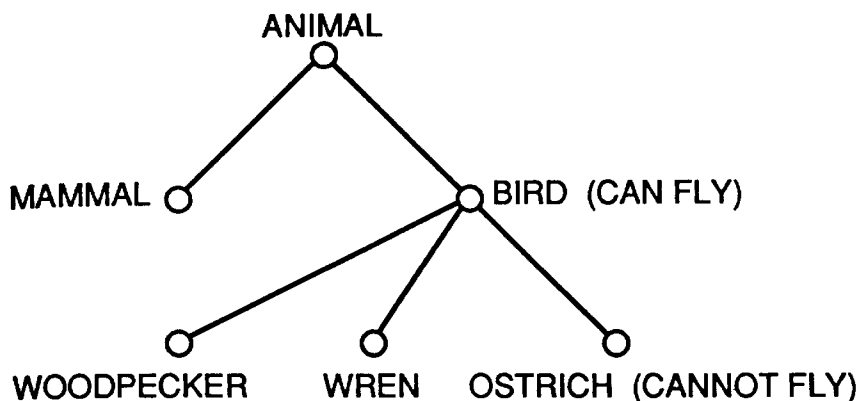 ANIMAL
MAMMAL BIRD (CAN FLY)
WOODPECKER WREN OSTRICH (CANNOT FLY)